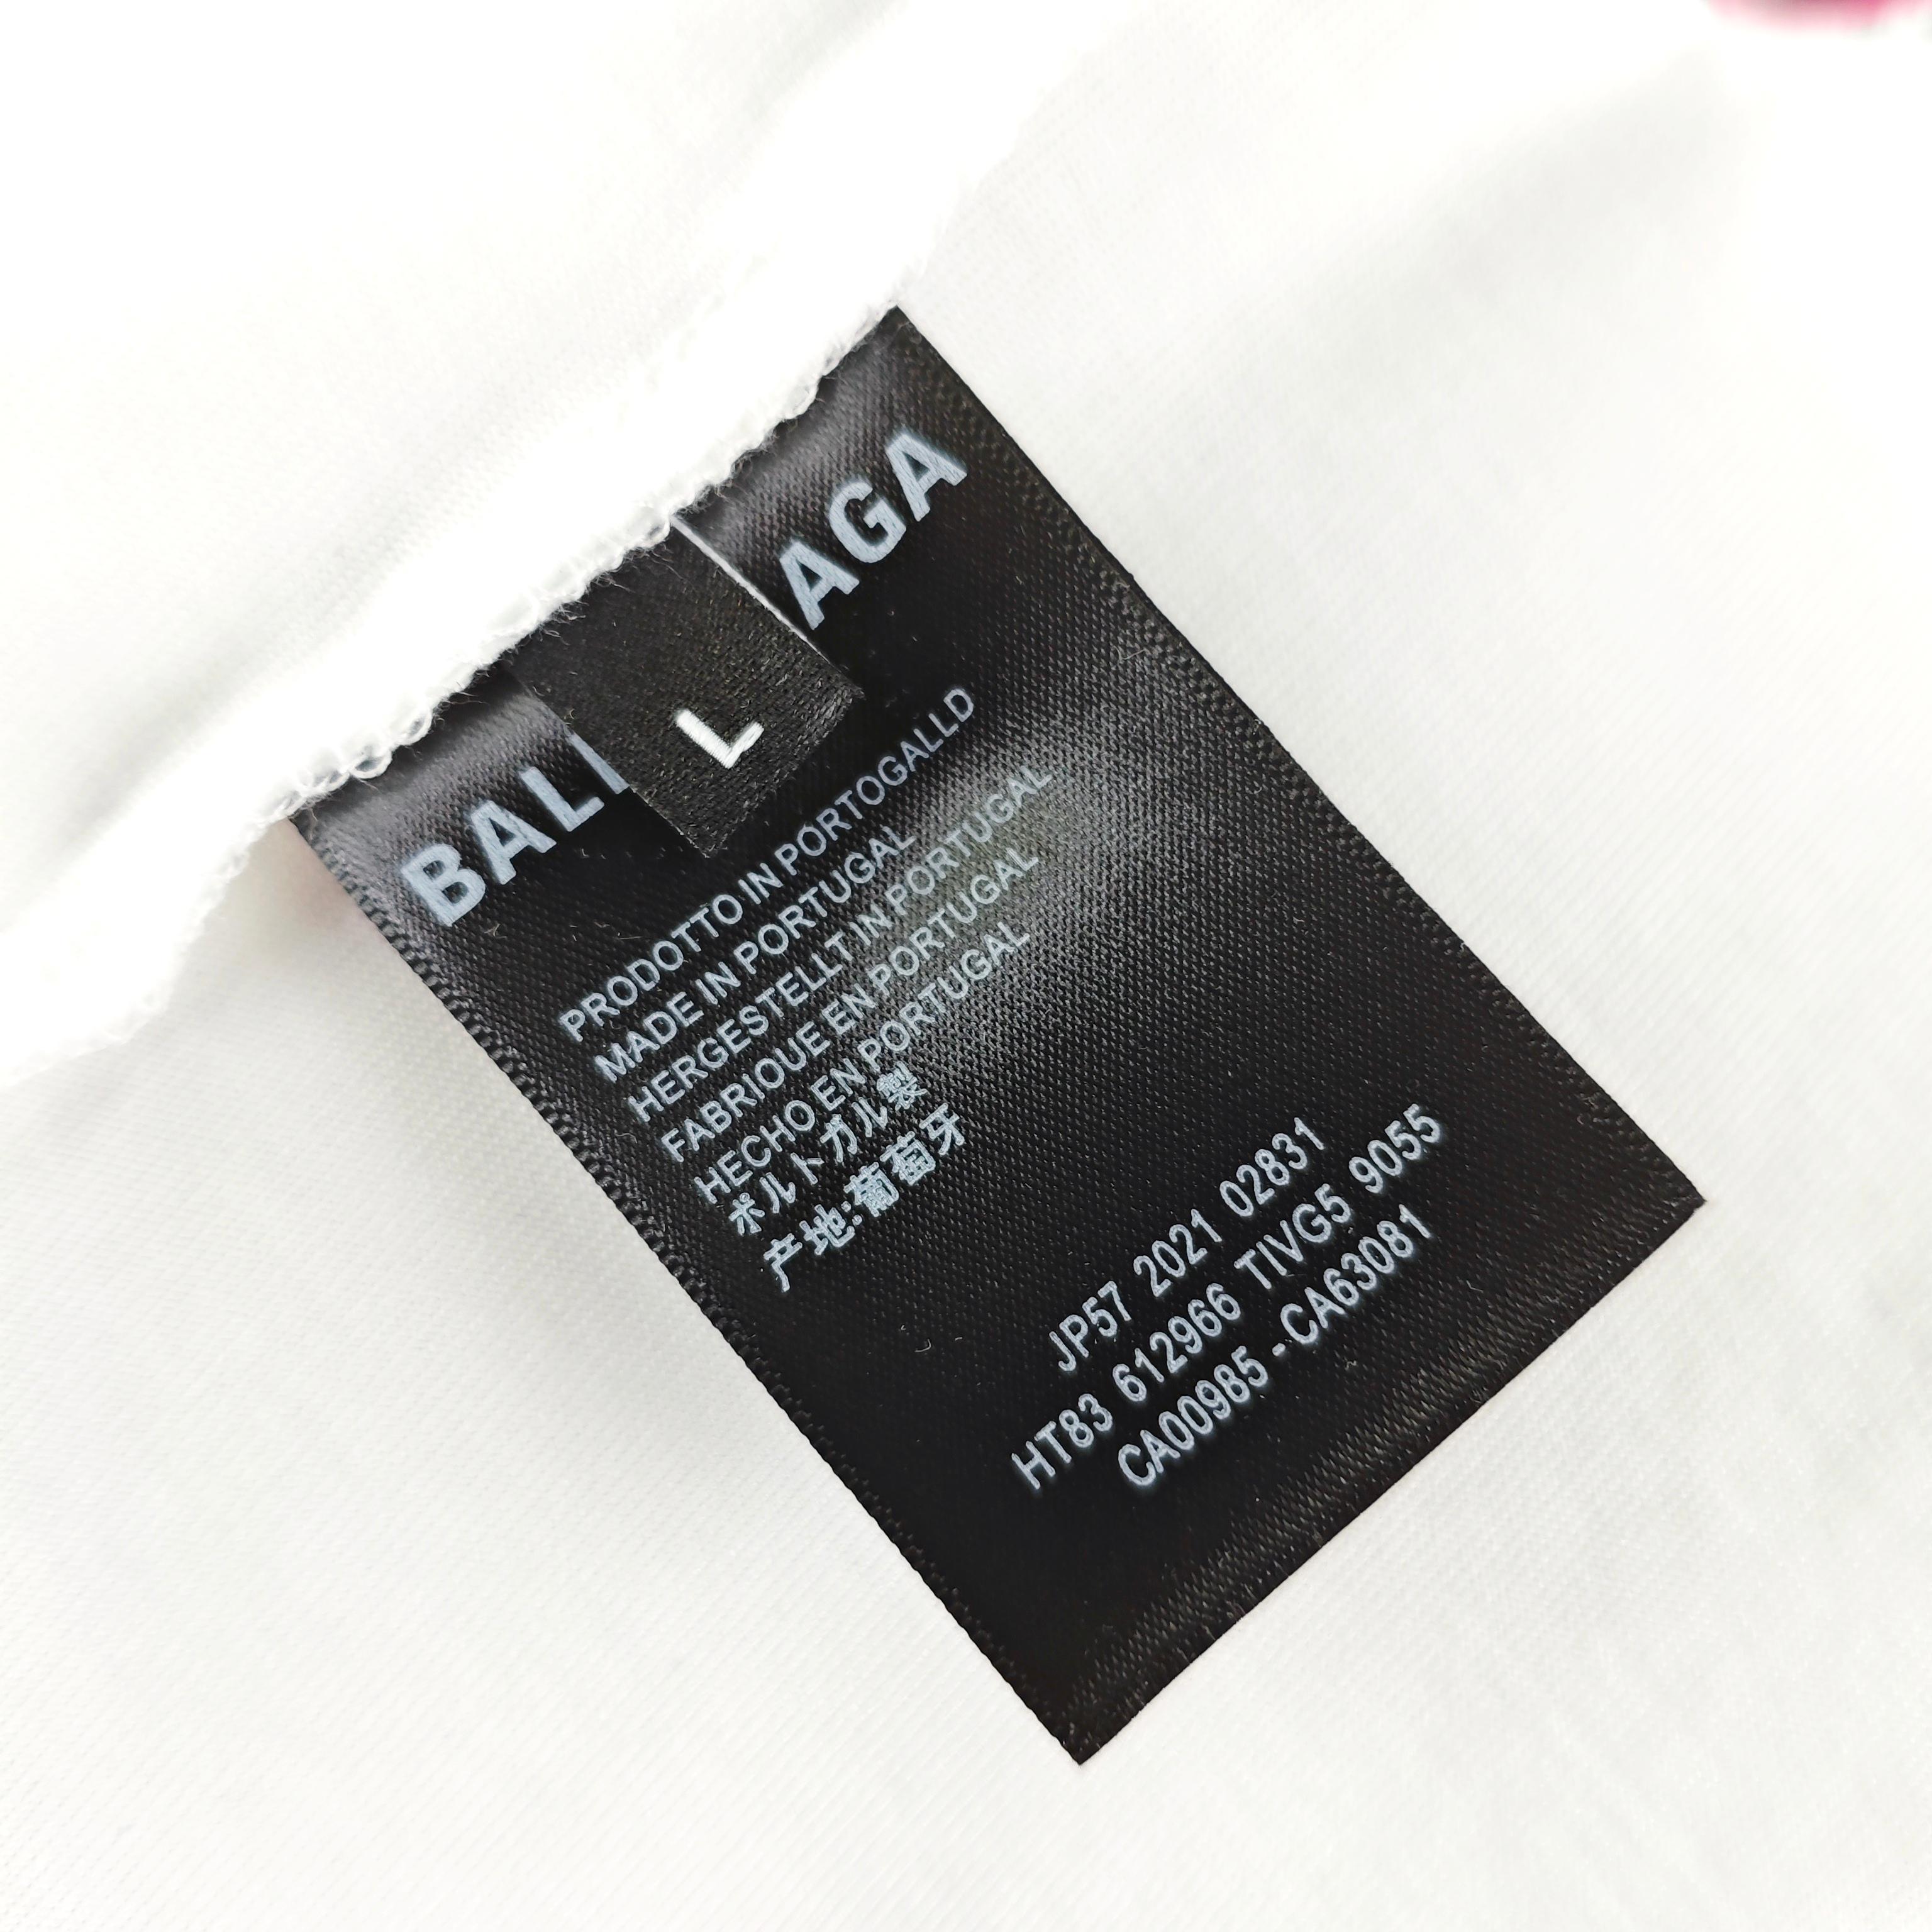 BALI AGA
L
PRODOTTO IN PORTOGALLD
MADE IN PORTUGAL
HERGESTELLT IN PORTUGAL
FABRIOUE EN PORTUGAL
HECHO EN PORTUGAL
ポルトガル製
产地:葡萄牙
JP57 2021 02831
HT83 612966 TIVG5 9055
CA00985 - CA63081